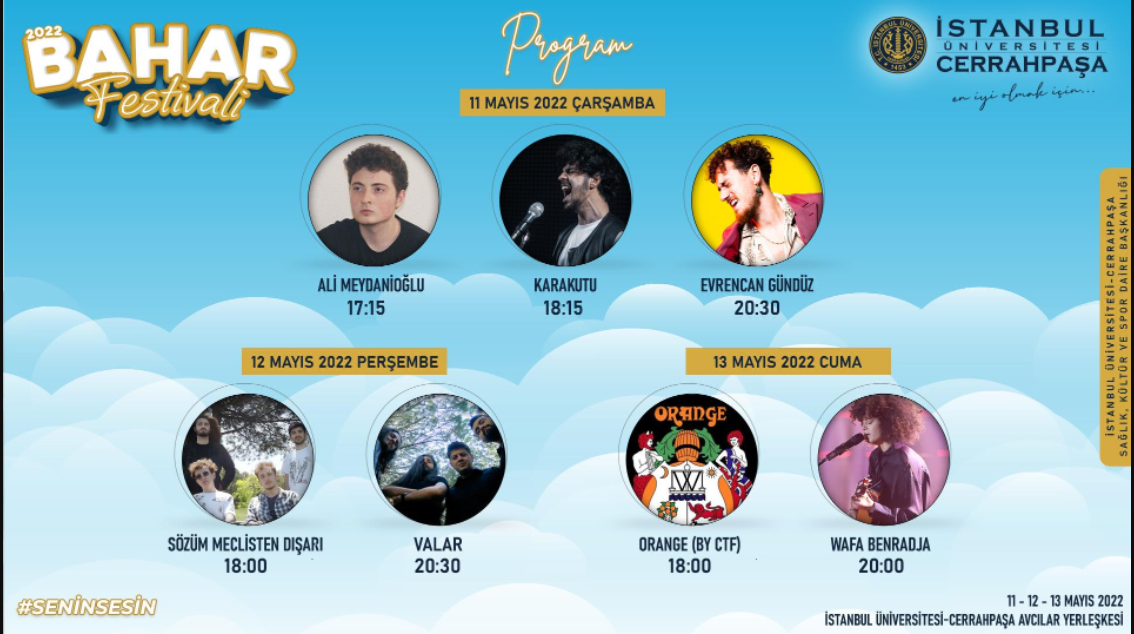 2022
BAHAR
Festivali
Program
İSTANBUL
ÜNİVERSİTESİ
CERRAHPAŞA
en iyi olmak için...
11 MAYIS 2022 ÇARŞAMBA
ALİ MEYDANİOĞLU
17:15
KARAKUTU
18:15
EVRENCAN GÜNDÜZ
20:30
12 MAYIS 2022 PERŞEMBE
SÖZÜM MECLİSTEN DIŞARI
18:00
VALAR
20:30
13 MAYIS 2022 CUMA
ORANGE
ORANGE (BY CTF)
18:00
WAFA BENRADJA
20:00
İSTANBUL ÜNİVERSİTESİ-CERRAHPAŞA
SAĞLIK, KÜLTÜR VE SPOR DAİRE BAŞKANLIĞI
#SENİNSESİN
11 - 12 - 13 MAYIS 2022
İSTANBUL ÜNİVERSİTESİ-CERRAHPAŞA AVCILAR YERLEŞKESİ